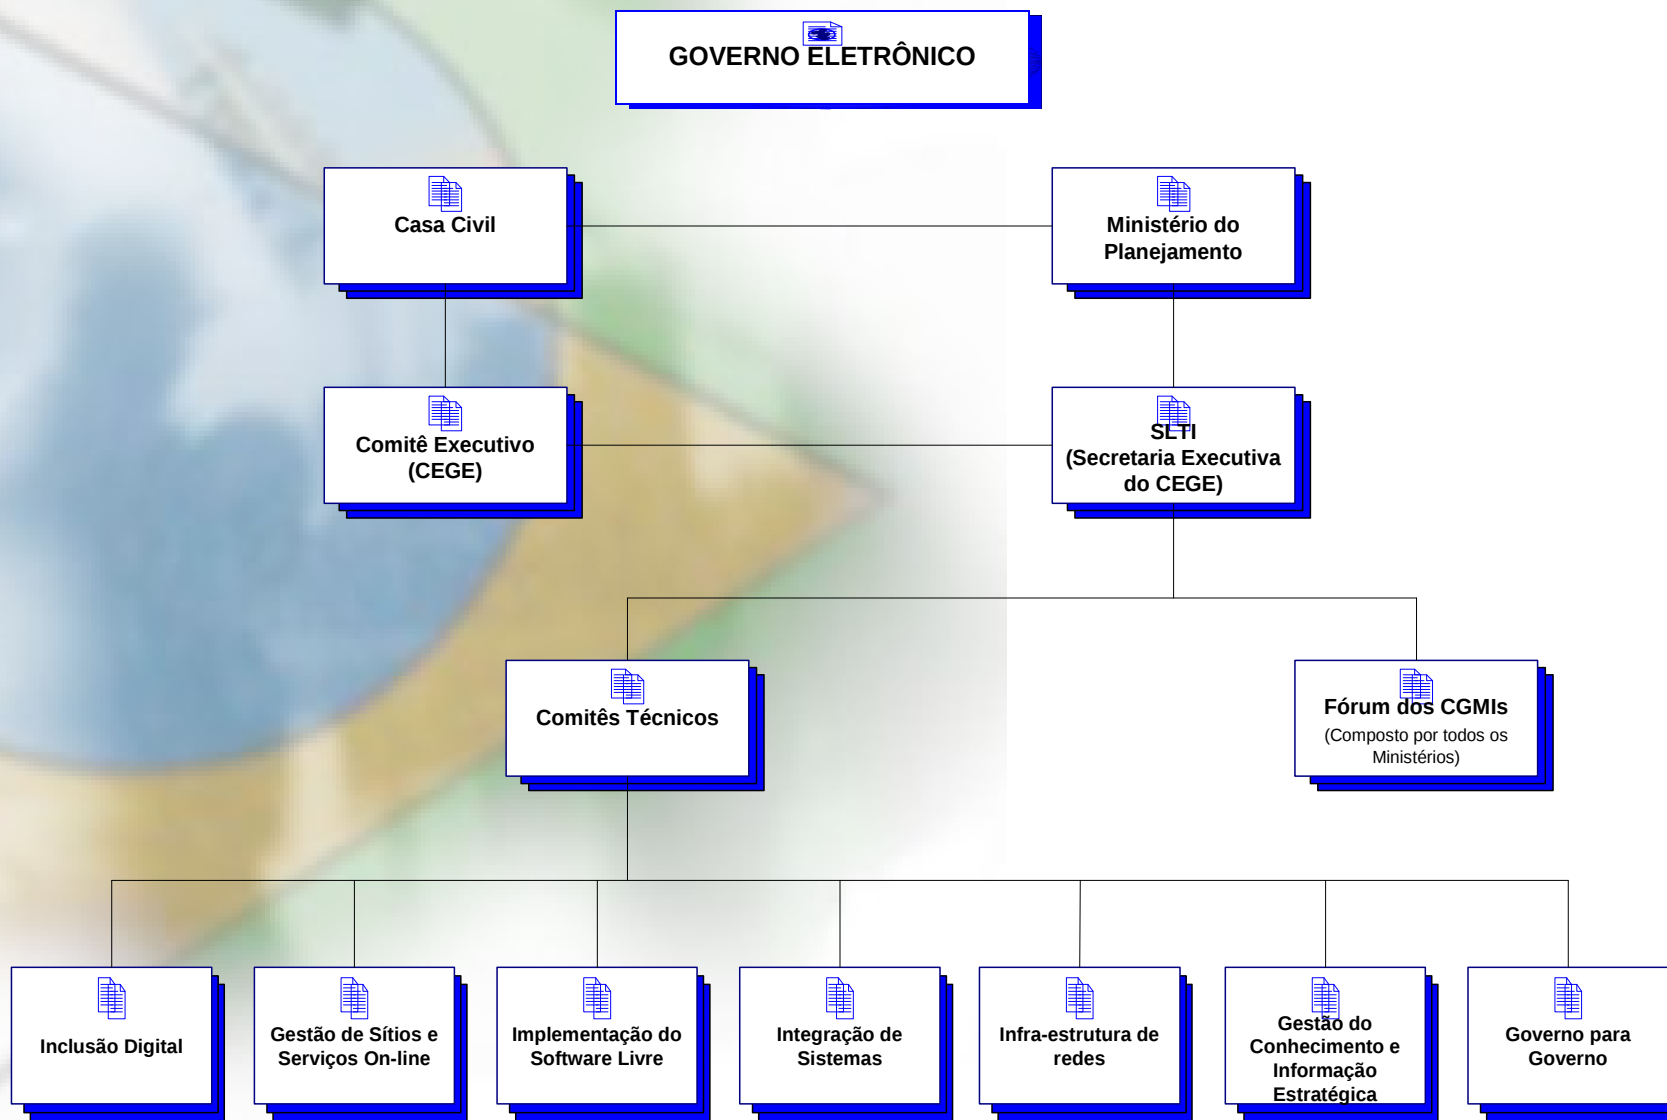 GOVERNO ELETRÔNICO
Casa Civil
Ministério do
Planejamento
Comitê Executivo
(CEGE)
SLTI
(Secretaria Executiva
do CEGE)
Comitês Técnicos
Fórum dos CGMIs
(Composto por todos os
Ministérios)
Inclusão Digital
Gestão de Sítios e
Serviços On-line
Implementação do
Software Livre
Integração de
Sistemas
Infra-estrutura de
redes
Gestão do
Conhecimento e
Informação
Estratégica
Governo para
Governo